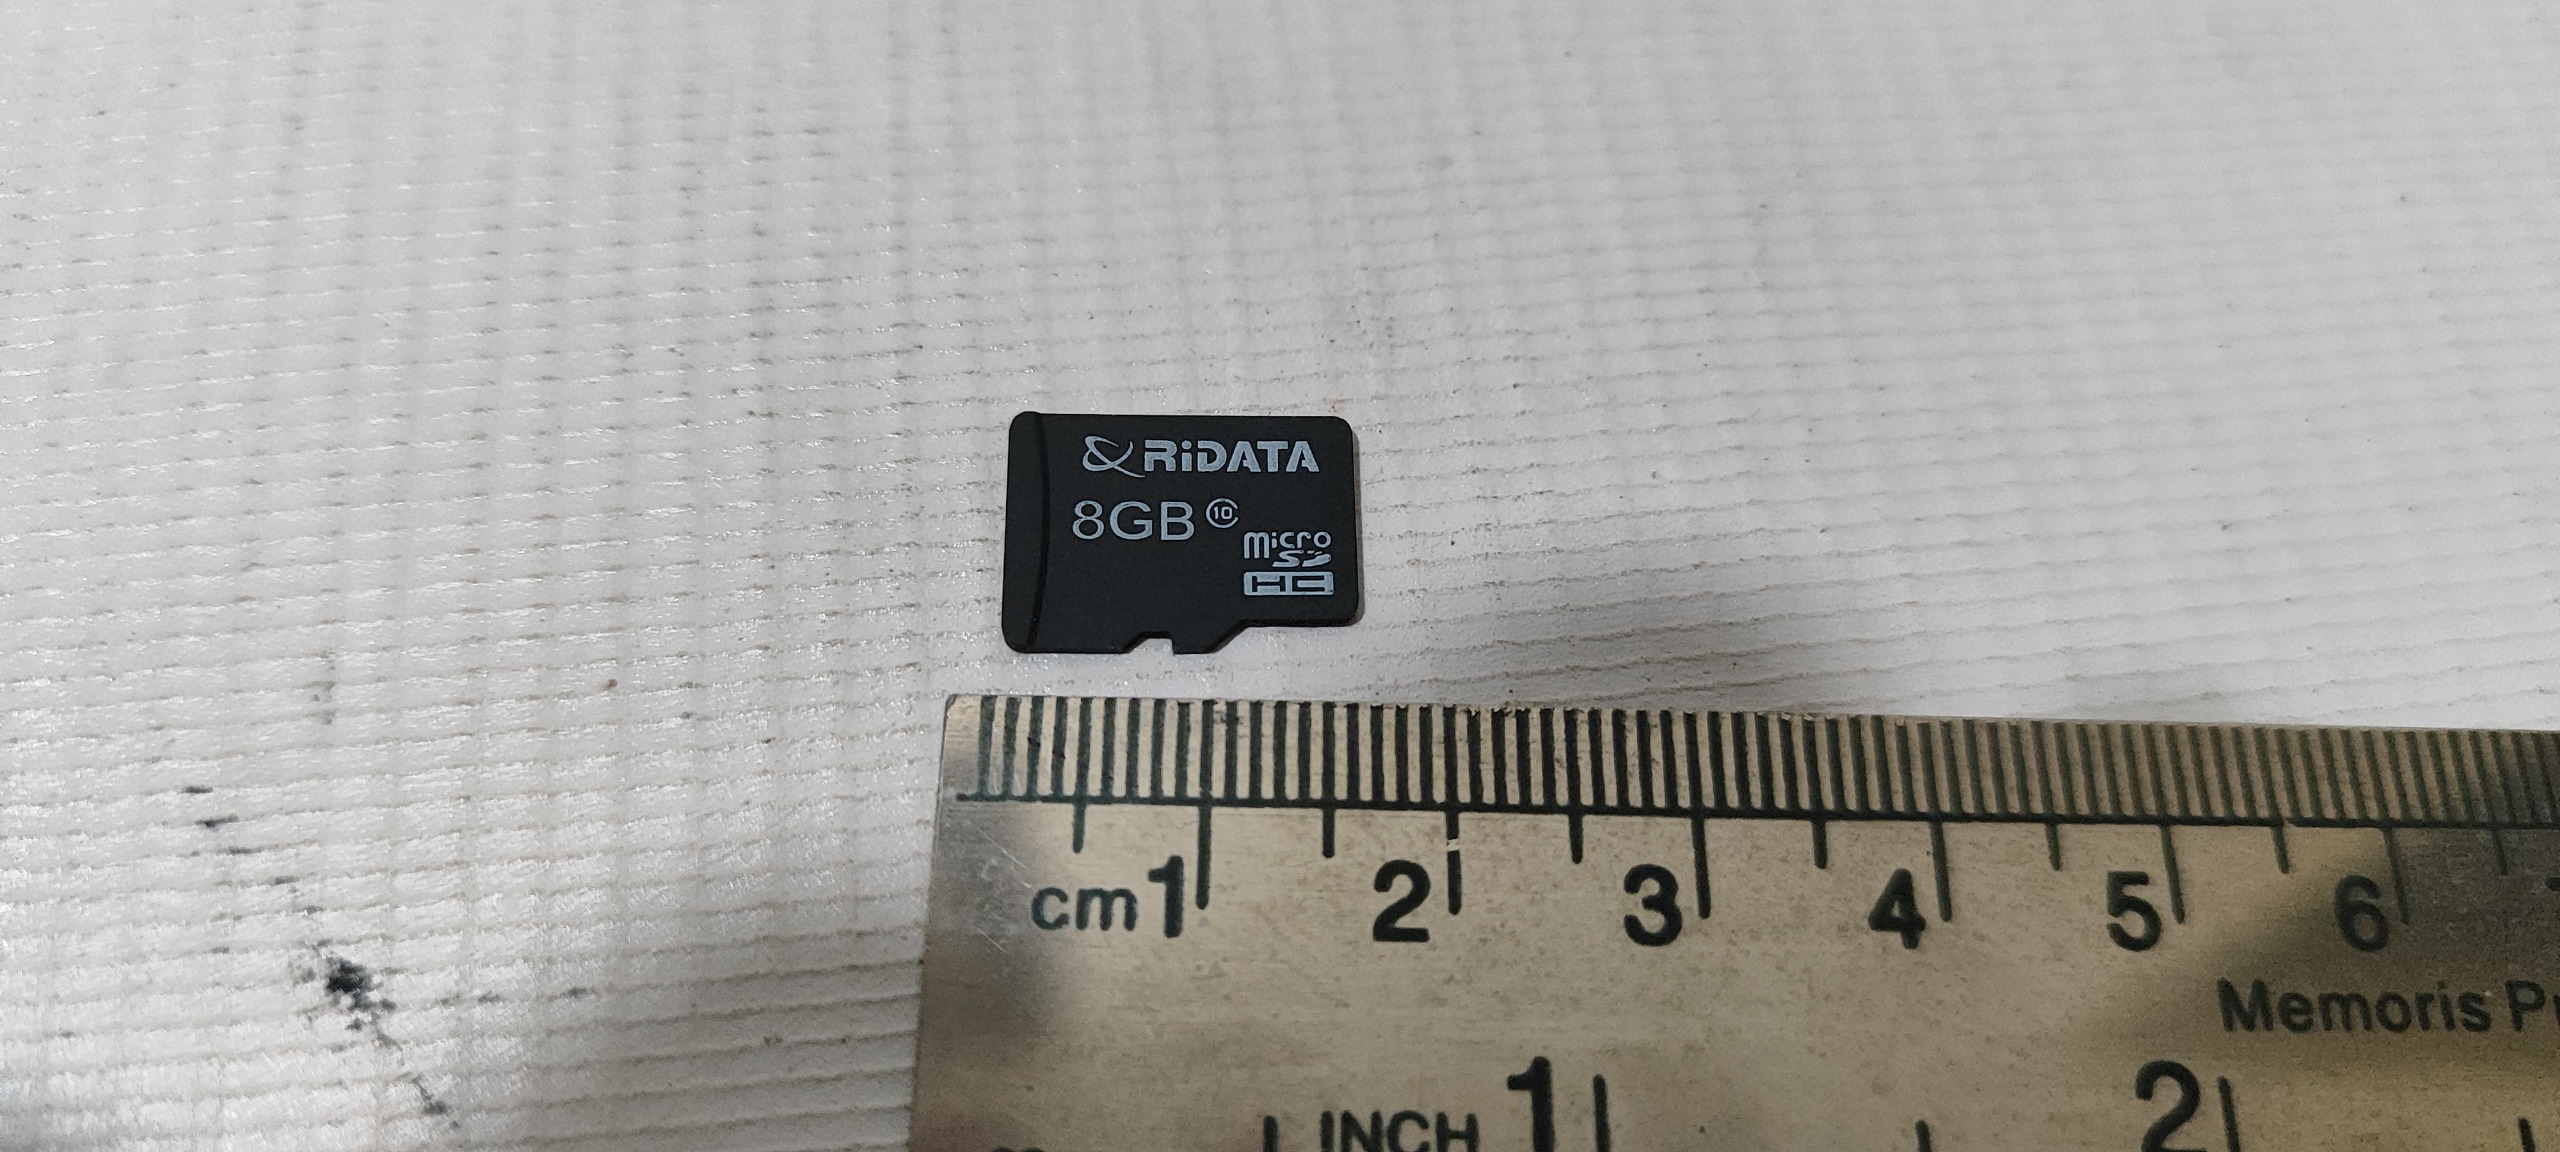 RiDATA
8GB 10
micro
SD
HC
cm 1 2 3 4 5 6
Memoris
INCH 1 2